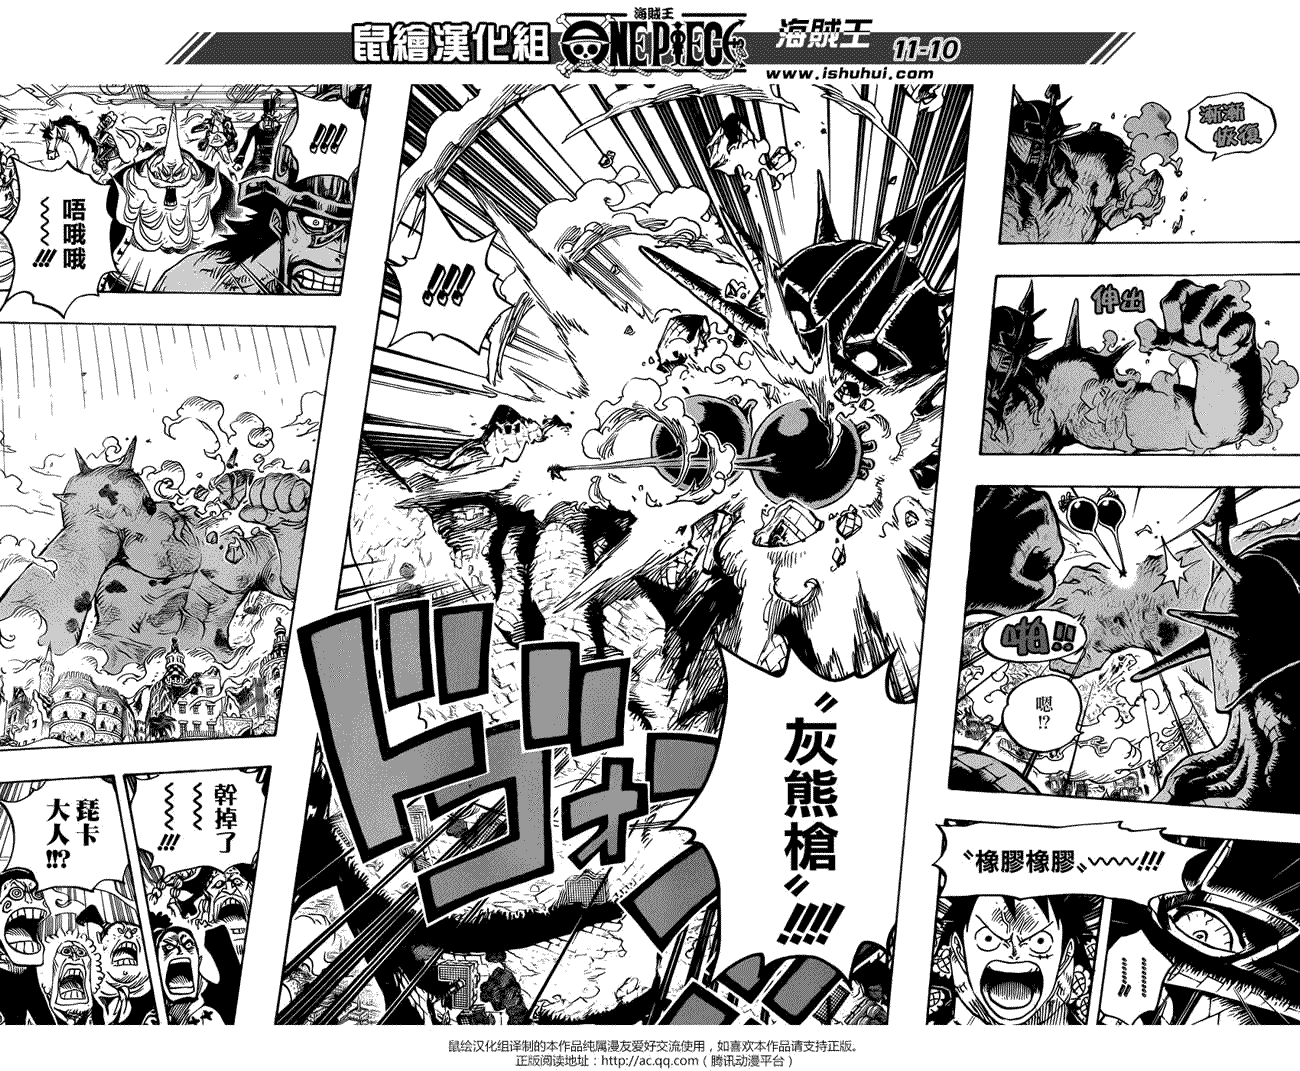 鼠繪漢化組
海賊王
ONE PIECE
海賊王
11-10
www.ishuhui.com
漸漸
恢復
伸出
啪!!
嗯
!?
〝橡膠橡膠〟~~~!!!
!!
!!
!!!
〝灰熊槍〟!!!!
ドゴォン
!!!
唔哦哦
~~~!!!
幹掉了
~~~~!!!
琵卡
大人!!?
鼠绘汉化组译制的本作品纯属漫友爱好交流使用，如喜欢本作品请支持正版。
正版阅读地址：http://ac.qq.com（腾讯动漫平台）